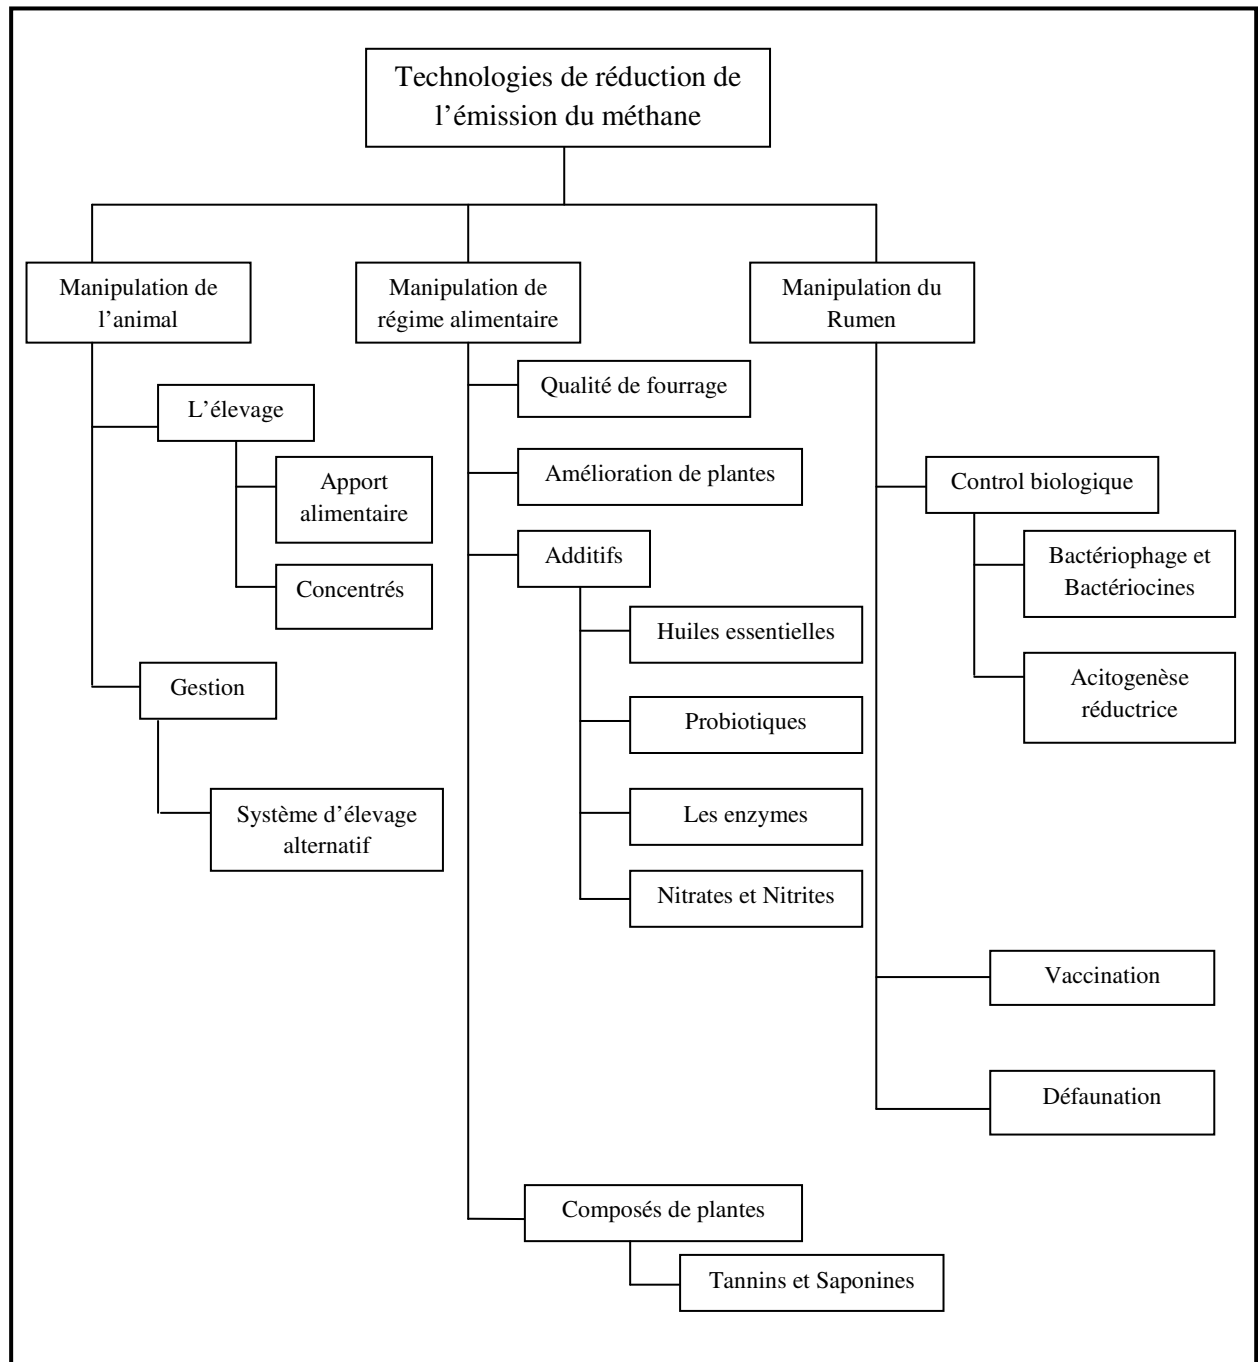 Technologies de réduction de
l’émission du méthane
Manipulation de
l’animal
Manipulation de
régime alimentaire
Manipulation du
Rumen
L’élevage
Apport
alimentaire
Concentrés
Gestion
Système d’élevage
alternatif
Qualité de fourrage
Amélioration de plantes
Additifs
Huiles essentielles
Probiotiques
Les enzymes
Nitrates et Nitrites
Composés de plantes
Tannins et Saponines
Control biologique
Bactériophage et
Bactériocines
Acitogenèse
réductrice
Vaccination
Défaunation